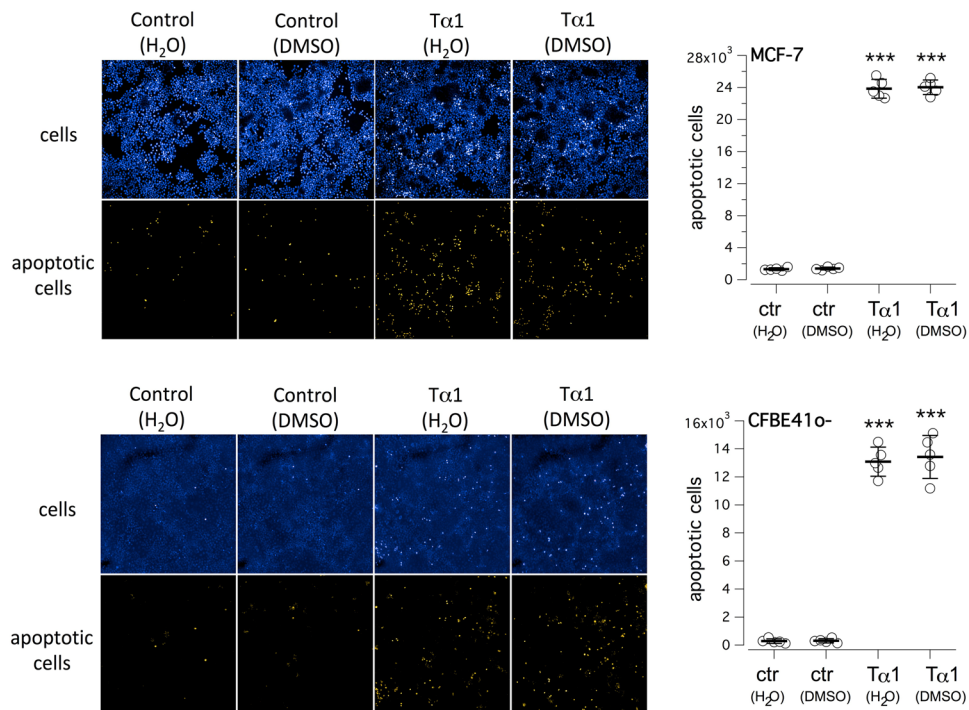 Control
(H₂O)
Control
(DMSO)
Tα1
(H₂O)
Tα1
(DMSO)
cells
apoptotic
cells
MCF-7
28x10³
24
20
16
12
8
4
0
apoptotic cells
*** ***
ctr
(H₂O)
ctr
(DMSO)
Tα1
(H₂O)
Tα1
(DMSO)
Control
(H₂O)
Control
(DMSO)
Tα1
(H₂O)
Tα1
(DMSO)
cells
apoptotic
cells
CFBE41o-
16x10³
14
12
10
8
6
4
2
0
apoptotic cells
*** ***
ctr
(H₂O)
ctr
(DMSO)
Tα1
(H₂O)
Tα1
(DMSO)